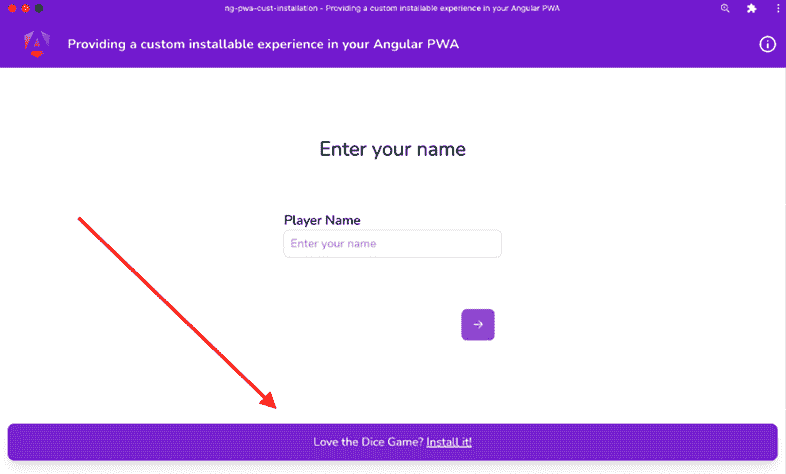 ng-pwa-cust-installation - Providing a custom installable experience in your Angular PWA
Providing a custom installable experience in your Angular PWA
Enter your name
Player Name
Enter your name
Love the Dice Game? Install it!